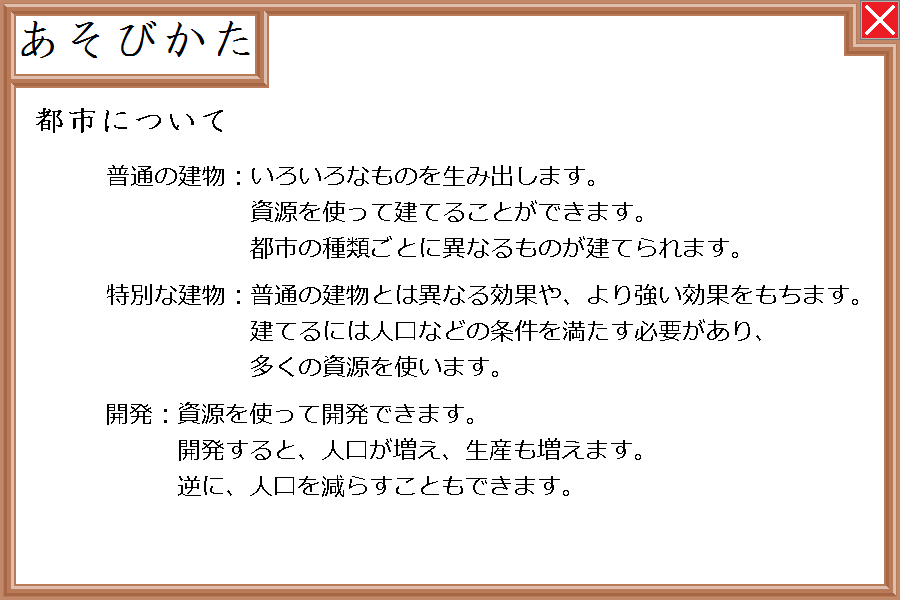 あそびかた
都市について
普通の建物：いろいろなものを生み出します。
資源を使って建てることができます。
都市の種類ごとに異なるものが建てられます。
特別な建物：普通の建物とは異なる効果や、より強い効果をもちます。
建てるには人口などの条件を満たす必要があり、
多くの資源を使います。
開発：資源を使って開発できます。
開発すると、人口が増え、生産も増えます。
逆に、人口を減らすこともできます。